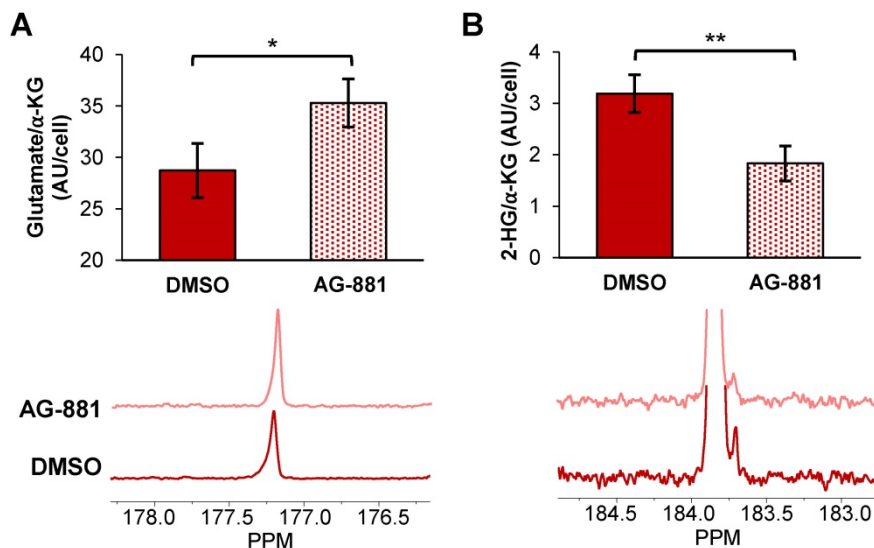 A
Glutamate/α-KG
(AU/cell)
40
35
30
25
20
*
DMSO
AG-881
B
2-HG/α-KG (AU/cell)
4
3
2
1
0
**
DMSO
AG-881
AG-881
DMSO
178.0 177.5 177.0 176.5
PPM
184.5 184.0 183.5 183.0
PPM